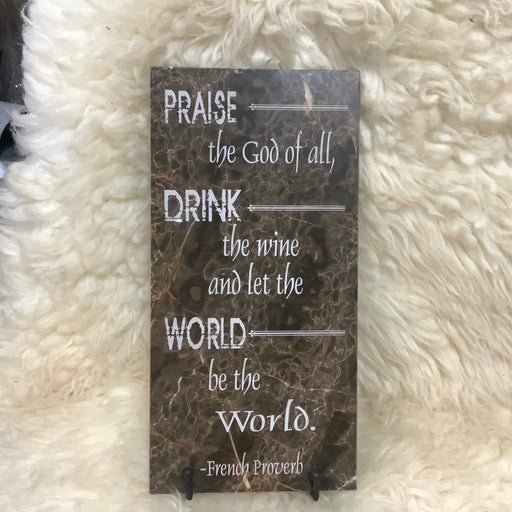 PRAISE
the God of all,
DRINK
the wine
and let the
WORLD
be the
World.
-French Proverb